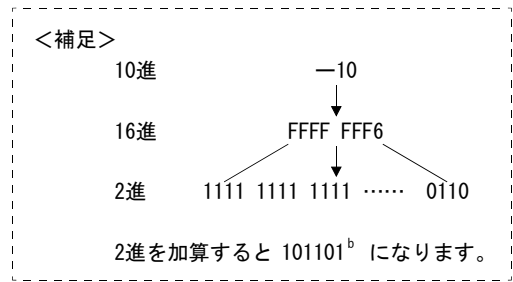 <補足>
10進 ―10
16進 FFFF FFF6
2進 1111 1111 1111 …… 0110
2進を加算すると 101101ᵇ になります。